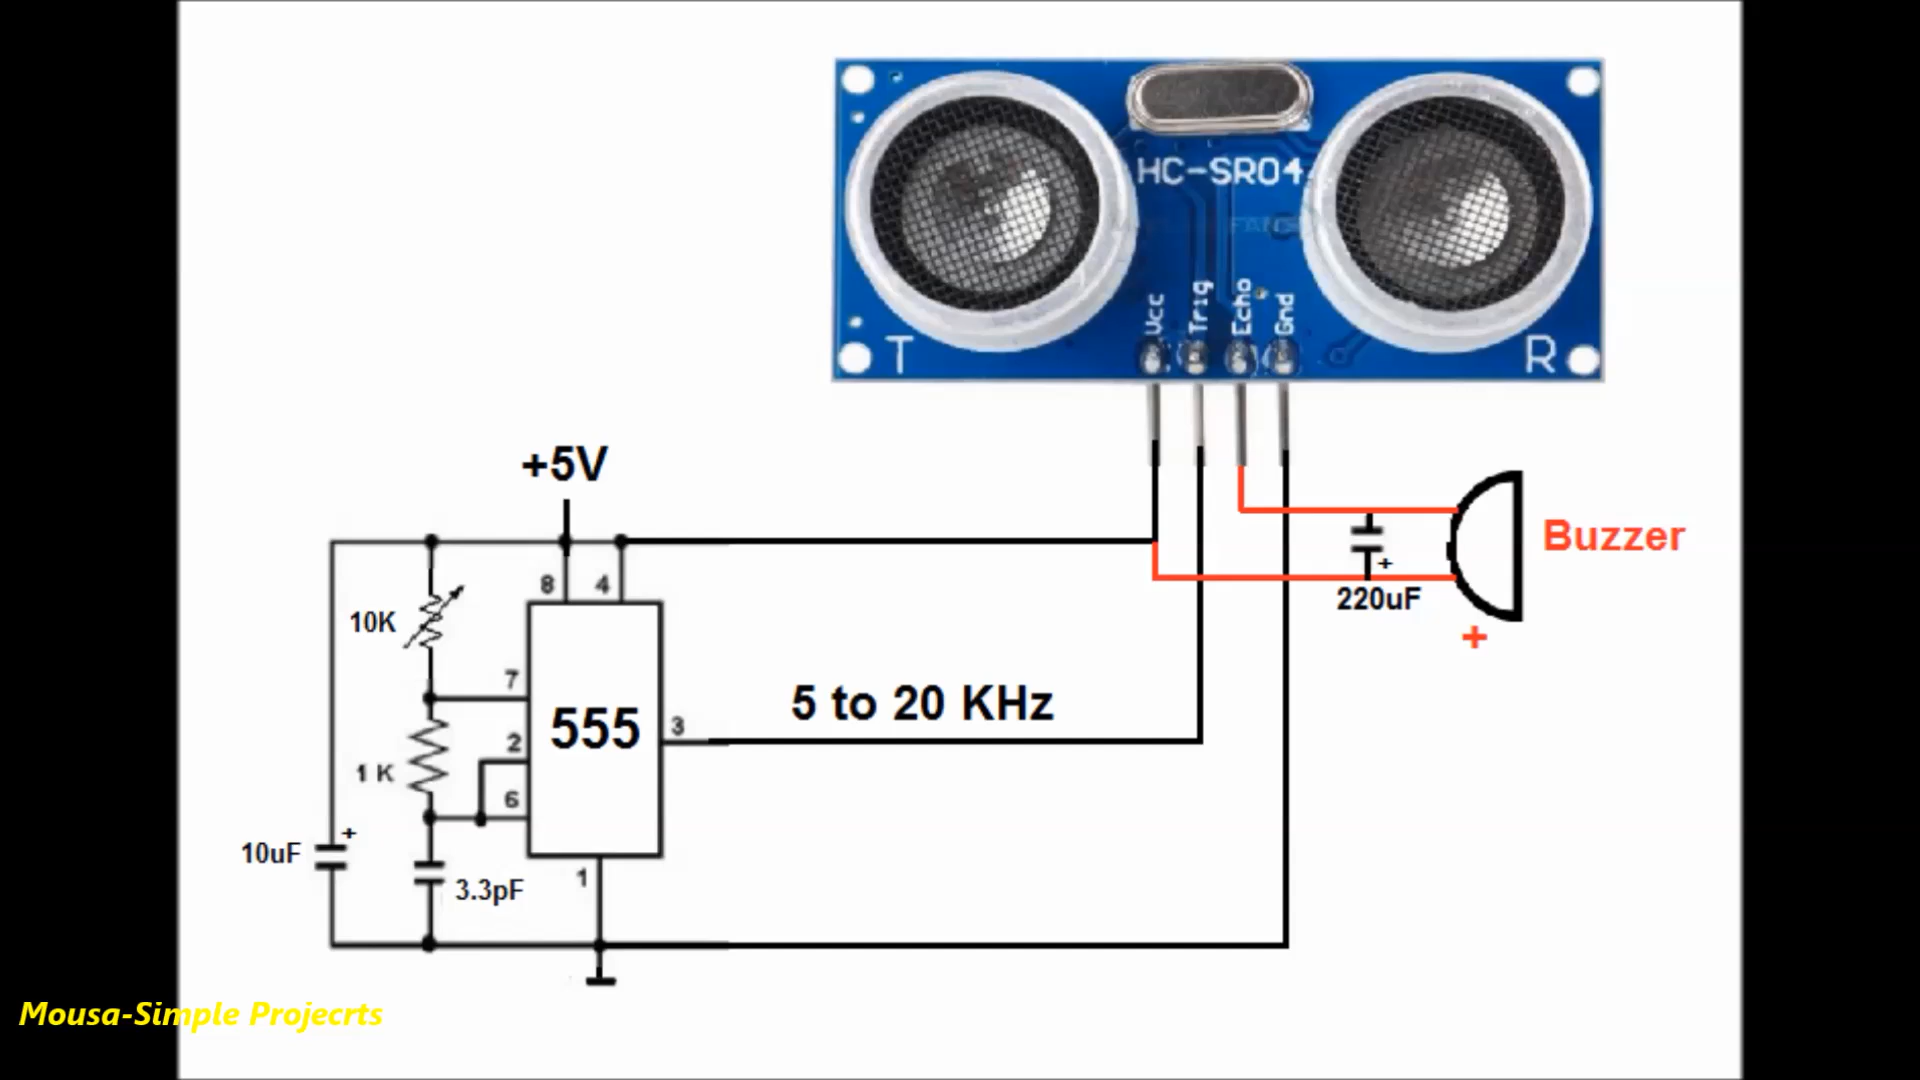 HC-SR04
Vcc
Trig
Echo
Gnd
T
R
+5V
Buzzer
+
220uF
+
8
4
10K
7
5 to 20 KHz
555
2
3
1 K
6
+
10uF
1
3.3pF
Mousa-Simple Projecrts